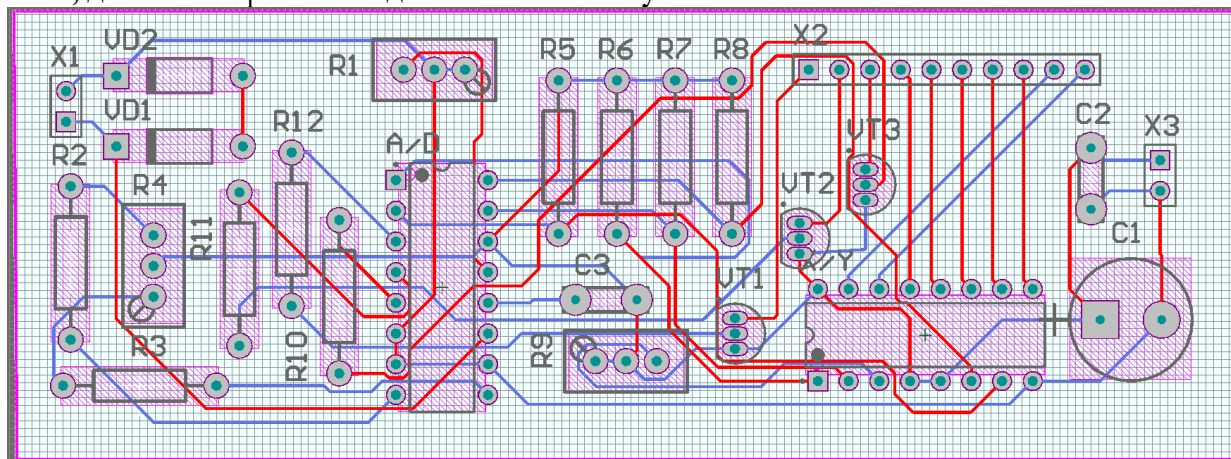 X1
VD2
R1
R5 R6 R7 R8
X2
VD1
R12
A/D
VT3
C2
X3
R2
R4
R11
VT2
C1
A/Y
C3
VT1
R3
R10
R9
+